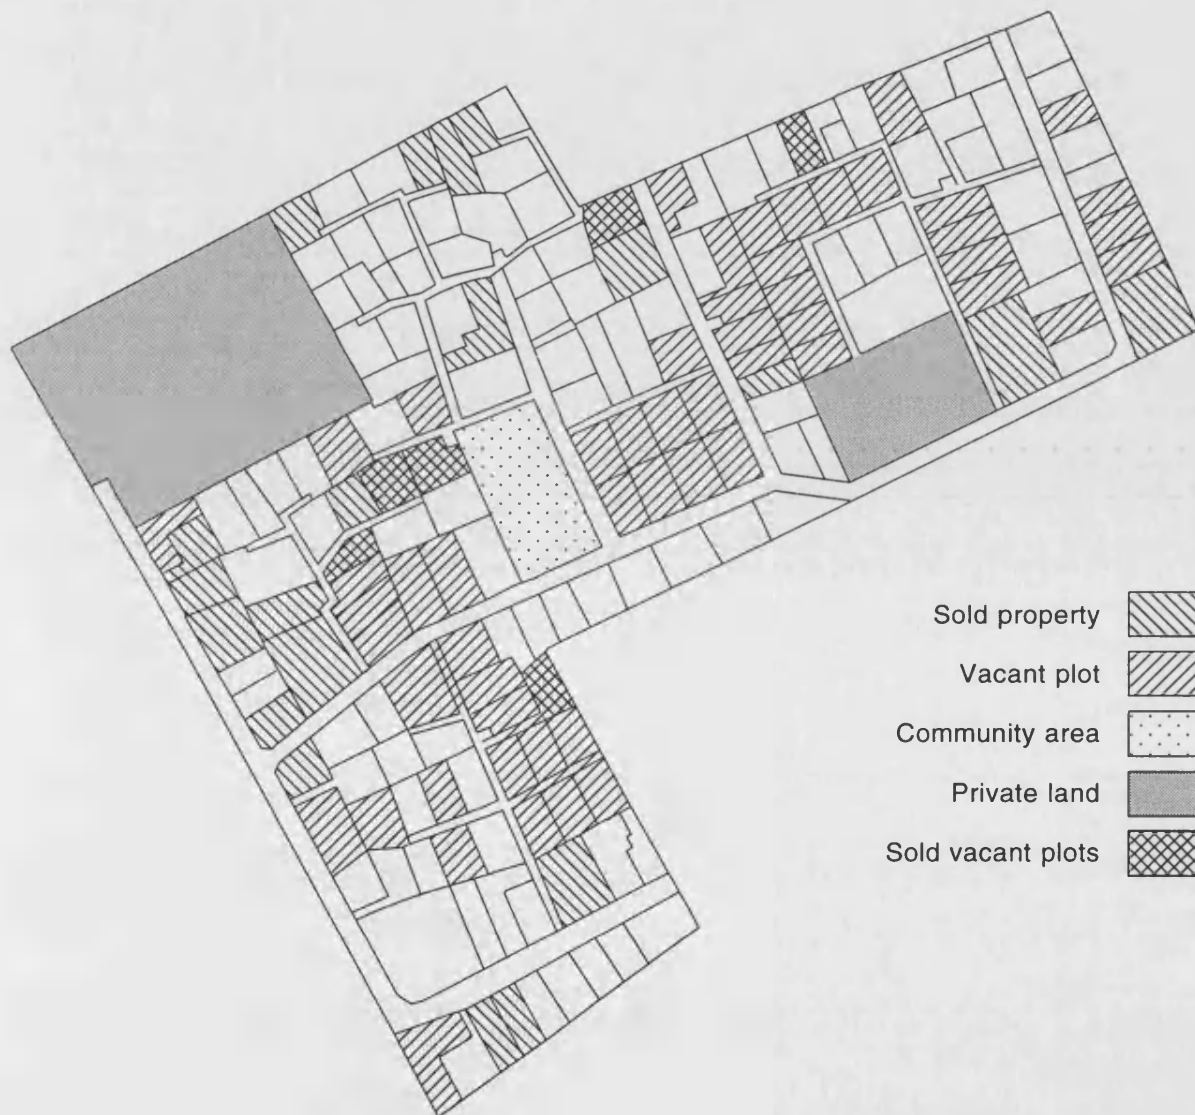 Sold property
Vacant plot
Community area
Private land
Sold vacant plots